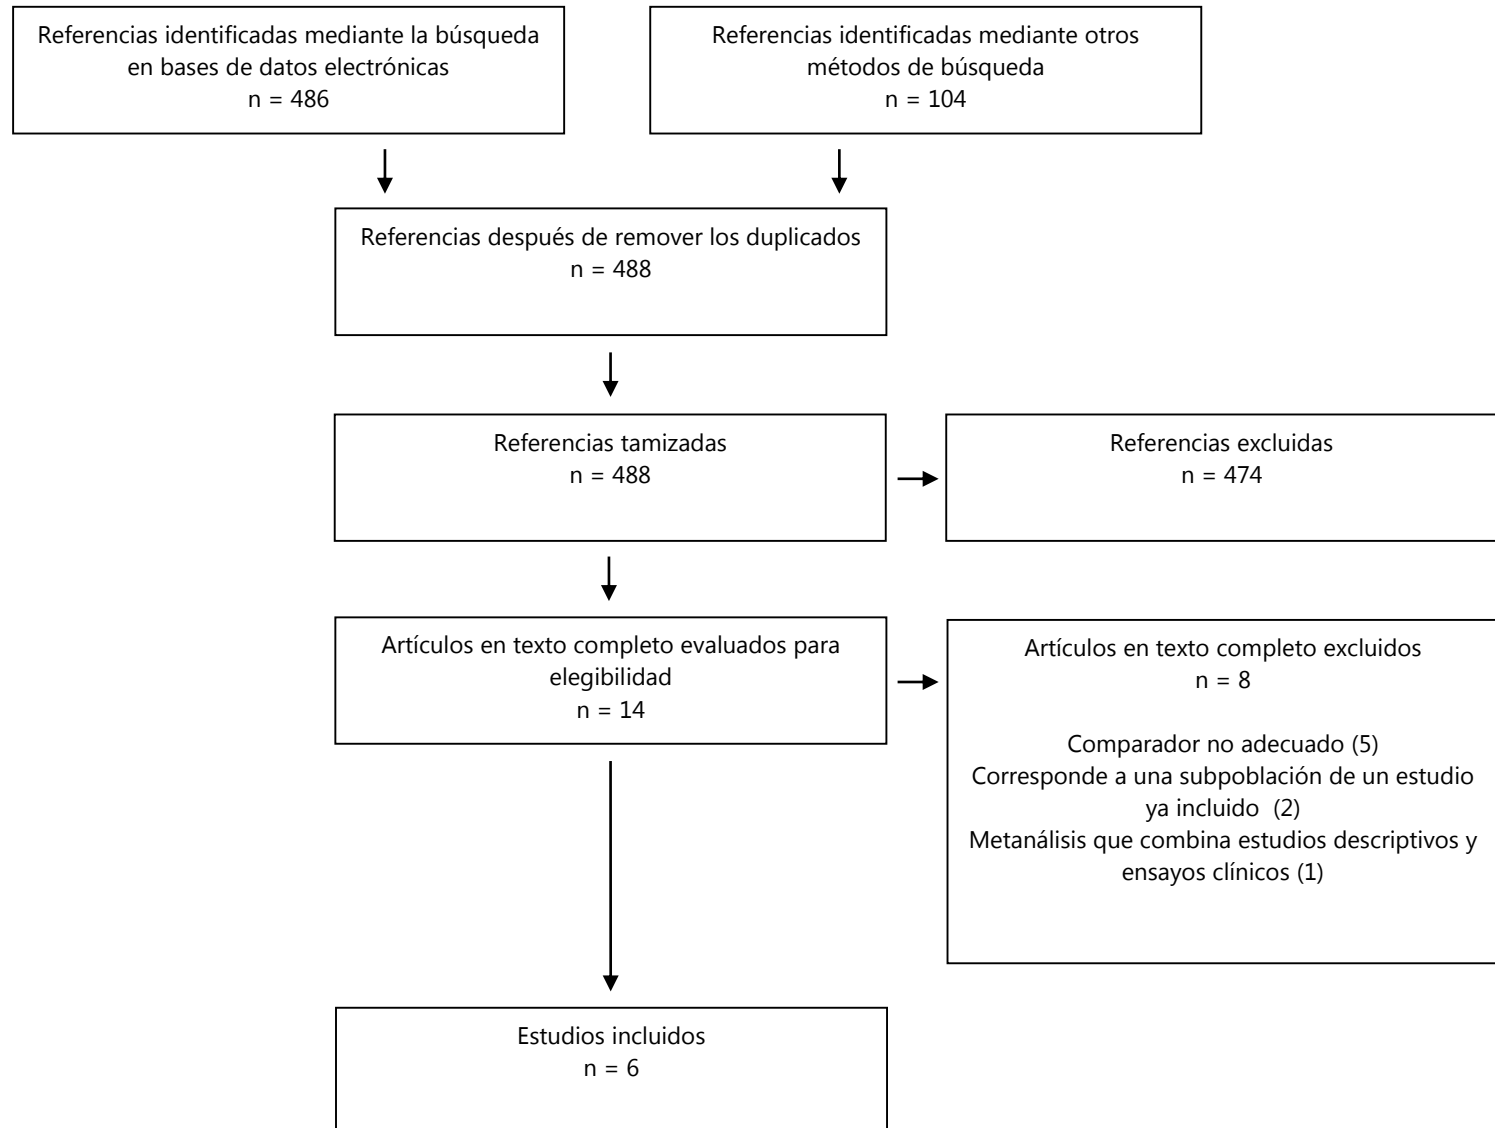 Referencias identificadas mediante la búsqueda
en bases de datos electrónicas
n = 486
Referencias identificadas mediante otros
métodos de búsqueda
n = 104
Referencias después de remover los duplicados
n = 488
Referencias tamizadas
n = 488
Referencias excluidas
n = 474
Artículos en texto completo evaluados para
elegibilidad
n = 14
Artículos en texto completo excluidos
n = 8
Comparador no adecuado (5)
Corresponde a una subpoblación de un estudio
ya incluido  (2)
Metanálisis que combina estudios descriptivos y
ensayos clínicos (1)
Estudios incluidos
n = 6